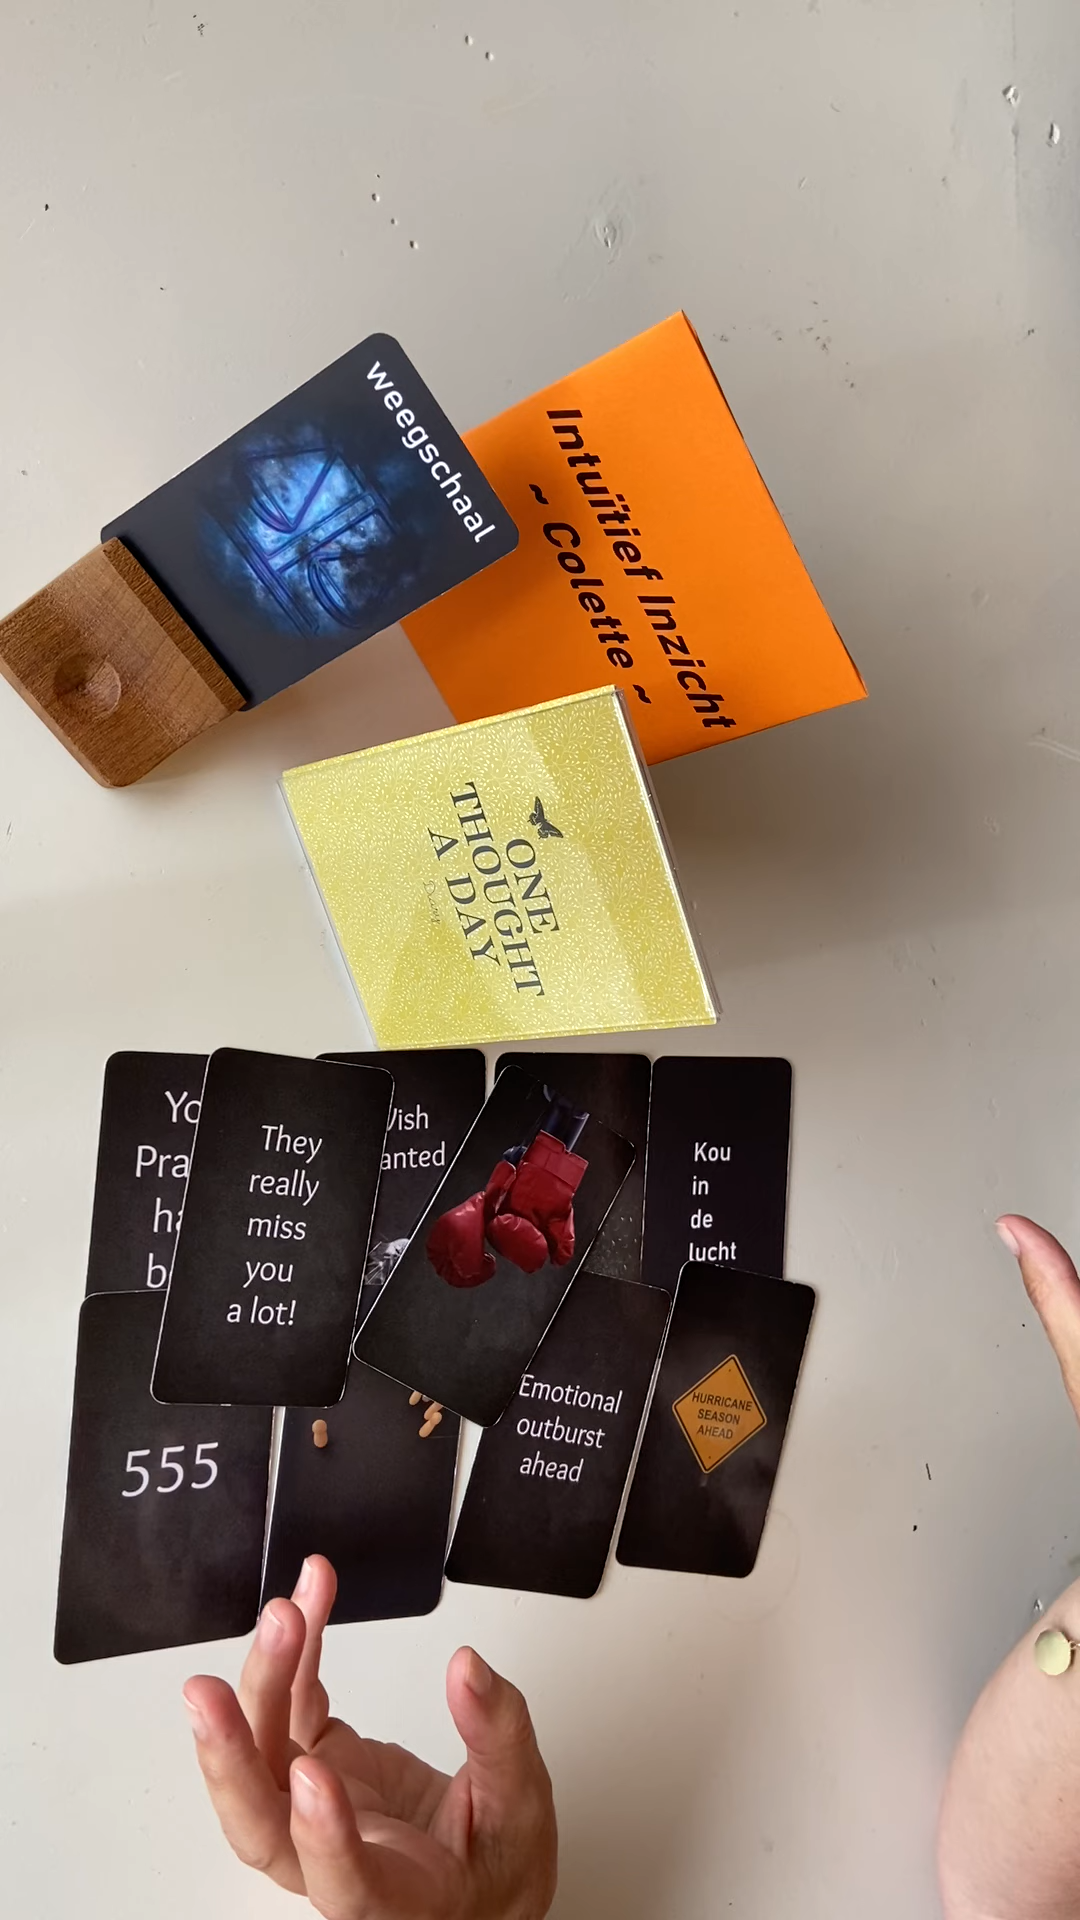 weegschaal
Intuïtief Inzicht
~ Colette ~
ONE
THOUGHT
A DAY
Diary
They
really
miss
you
a lot!
Kou
in
de
lucht
555
Emotional
outburst
ahead
HURRICANE
SEASON
AHEAD